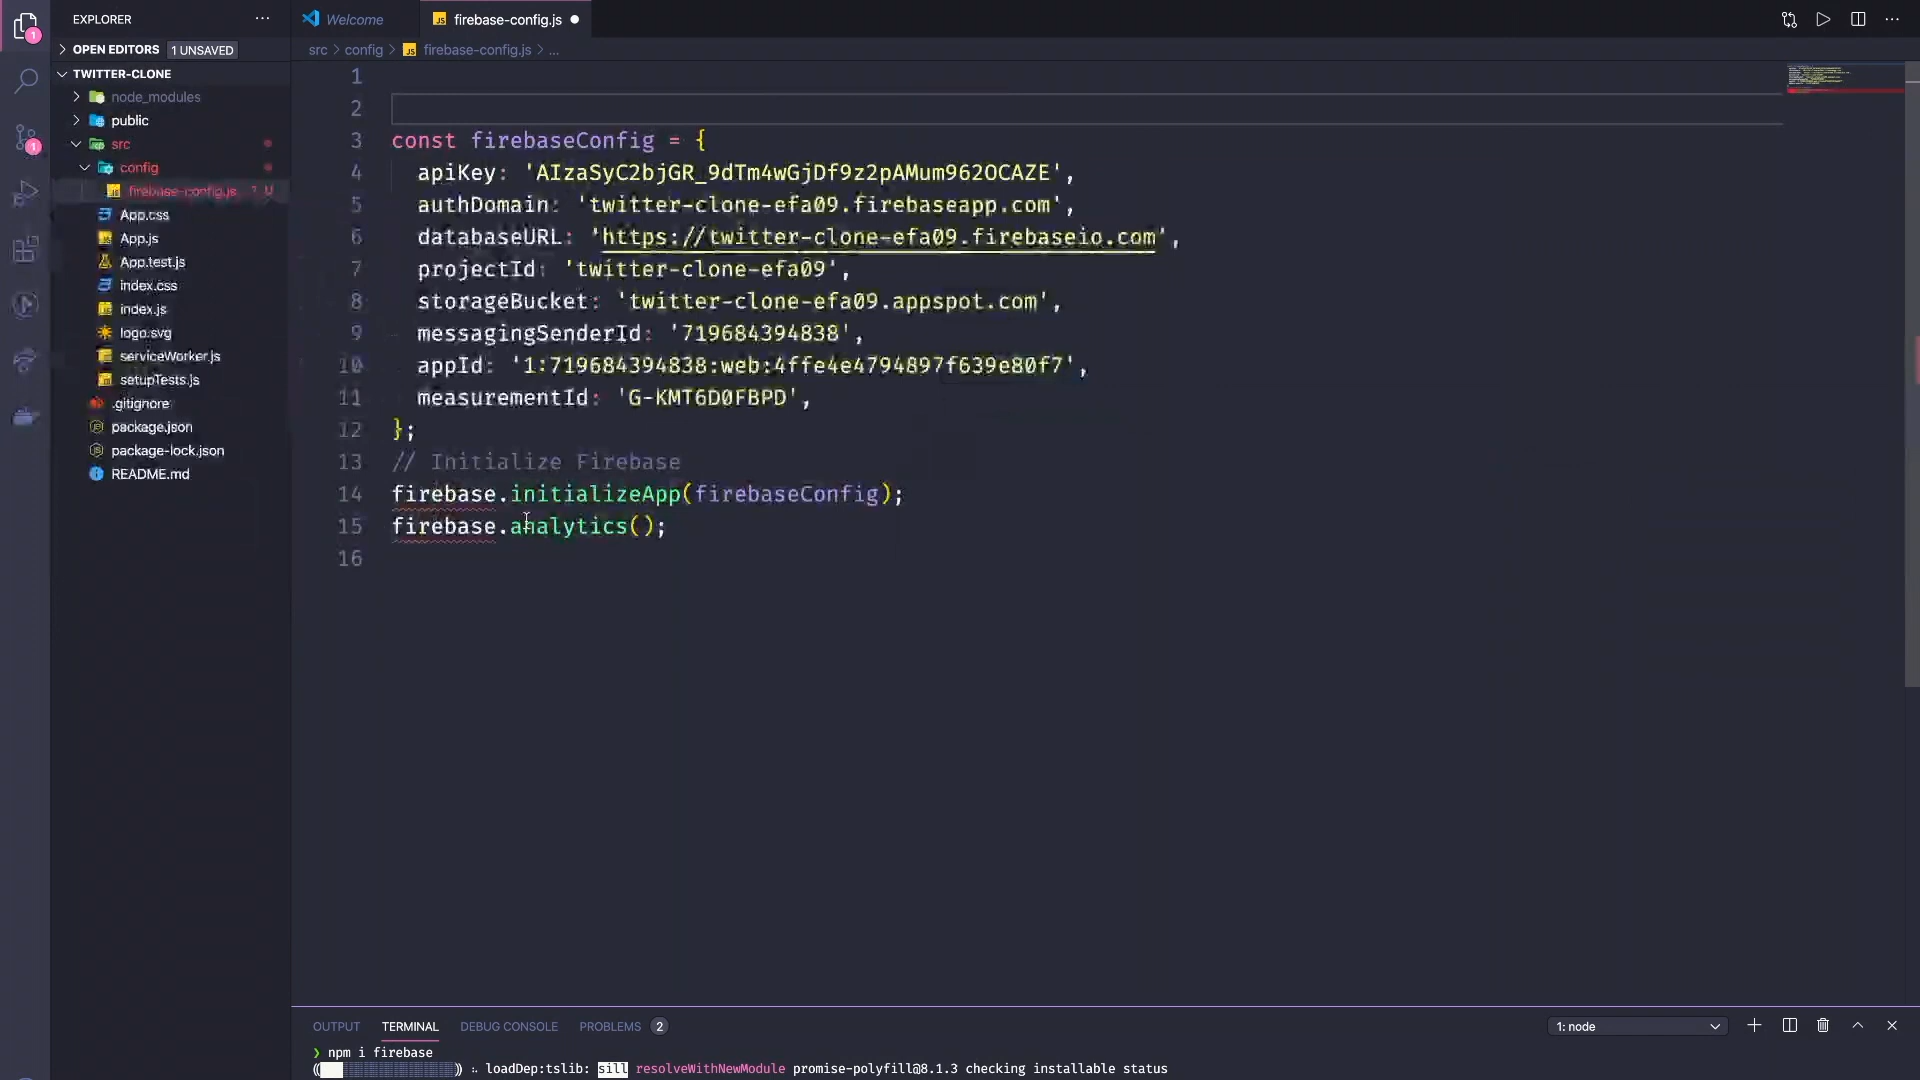 EXPLORER
OPEN EDITORS 1 UNSAVED
TWITTER-CLONE
node_modules
public
src
config
firebase-config.js ?, U
App.css
App.js
App.test.js
index.css
index.js
logo.svg
serviceWorker.js
setupTests.js
.gitignore
package.json
package-lock.json
README.md
1
1
1
Welcome
firebase-config.js
src > config > firebase-config.js > ...
1
2
3 const firebaseConfig = {
4 apiKey: 'AIzaSyC2bjGR_9dTm4wGjDf9z2pAMum962OCAZE',
5 authDomain: 'twitter-clone-efa09.firebaseapp.com',
6 databaseURL: 'https://twitter-clone-efa09.firebaseio.com',
7 projectId: 'twitter-clone-efa09',
8 storageBucket: 'twitter-clone-efa09.appspot.com',
9 messagingSenderId: '719684394838',
10 appId: '1:719684394838:web:4ffe4e4794897f639e80f7',
11 measurementId: 'G-KMT6D0FBPD',
12 };
13 // Initialize Firebase
14 firebase.initializeApp(firebaseConfig);
15 firebase.analytics();
16
OUTPUT TERMINAL DEBUG CONSOLE PROBLEMS 2
1: node
❯ npm i firebase
loadDep:tslib: sill resolveWithNewModule promise-polyfill@8.1.3 checking installable status